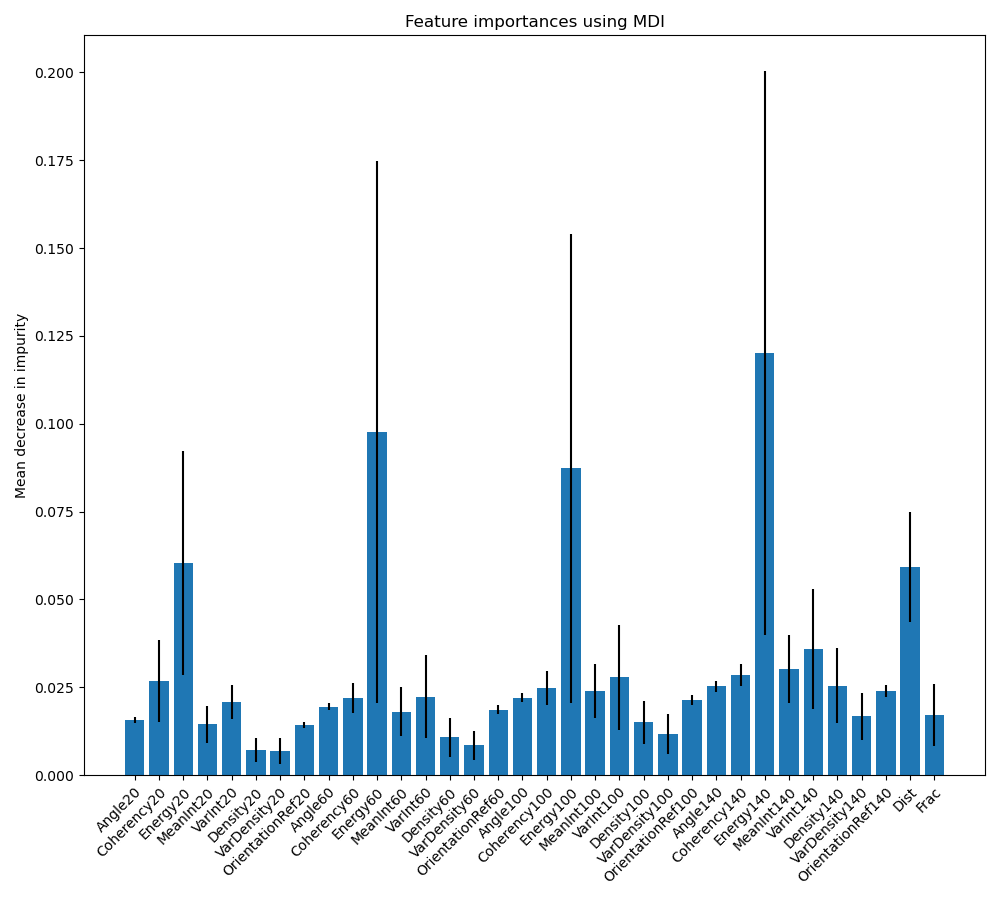 Feature importances using MDI
Mean decrease in impurity
0.200
0.175
0.150
0.125
0.100
0.075
0.050
0.025
0.000
Angle20
Coherency20
Energy20
MeanInt20
VarInt20
Density20
VarDensity20
OrientationRef20
Angle60
Coherency60
Energy60
MeanInt60
VarInt60
Density60
VarDensity60
OrientationRef60
Angle100
Coherency100
Energy100
MeanInt100
VarInt100
Density100
VarDensity100
OrientationRef100
Angle140
Coherency140
Energy140
MeanInt140
VarInt140
Density140
VarDensity140
OrientationRef140
Dist
Frac